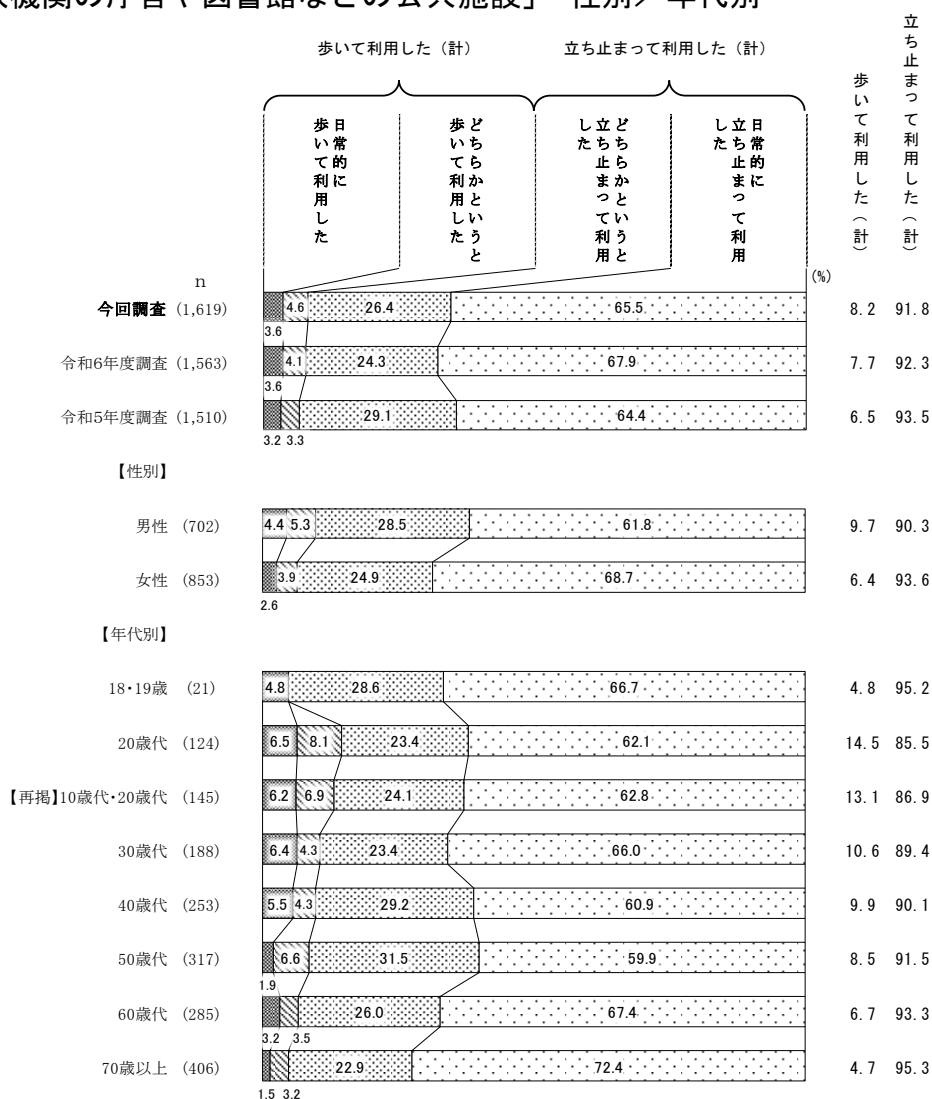 機関の庁舎や図書館などの公共施設」 性別／年代別
歩いて利用した（計）
立ち止まって利用した（計）
日常的に歩いて利用した
どちらかというと歩いて利用した
どちらかというと立ち止まって利用した
日常的に立ち止まって利用した
歩いて利用した（計）
立ち止まって利用した（計）
n
(%)
今回調査 (1,619) 3.6 4.6 26.4 65.5 8.2 91.8
令和6年度調査 (1,563) 3.6 4.1 24.3 67.9 7.7 92.3
令和5年度調査 (1,510) 3.2 3.3 29.1 64.4 6.5 93.5
【性別】
男性 (702) 4.4 5.3 28.5 61.8 9.7 90.3
女性 (853) 2.6 3.9 24.9 68.7 6.4 93.6
【年代別】
18・19歳 (21) 4.8 28.6 66.7 4.8 95.2
20歳代 (124) 6.5 8.1 23.4 62.1 14.5 85.5
【再掲】10歳代・20歳代 (145) 6.2 6.9 24.1 62.8 13.1 86.9
30歳代 (188) 6.4 4.3 23.4 66.0 10.6 89.4
40歳代 (253) 5.5 4.3 29.2 60.9 9.9 90.1
50歳代 (317) 1.9 6.6 31.5 59.9 8.5 91.5
60歳代 (285) 3.2 3.5 26.0 67.4 6.7 93.3
70歳以上 (406) 1.5 3.2 22.9 72.4 4.7 95.3